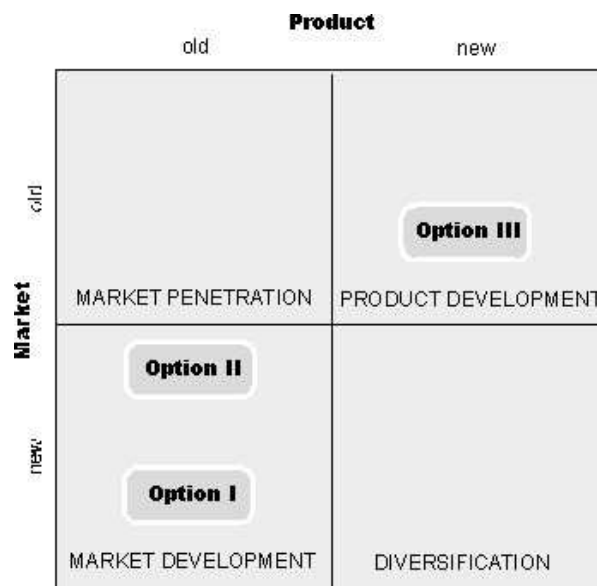 Product
old new
Market
old
Option III
MARKET PENETRATION PRODUCT DEVELOPMENT
Option II
new
Option I
MARKET DEVELOPMENT DIVERSIFICATION